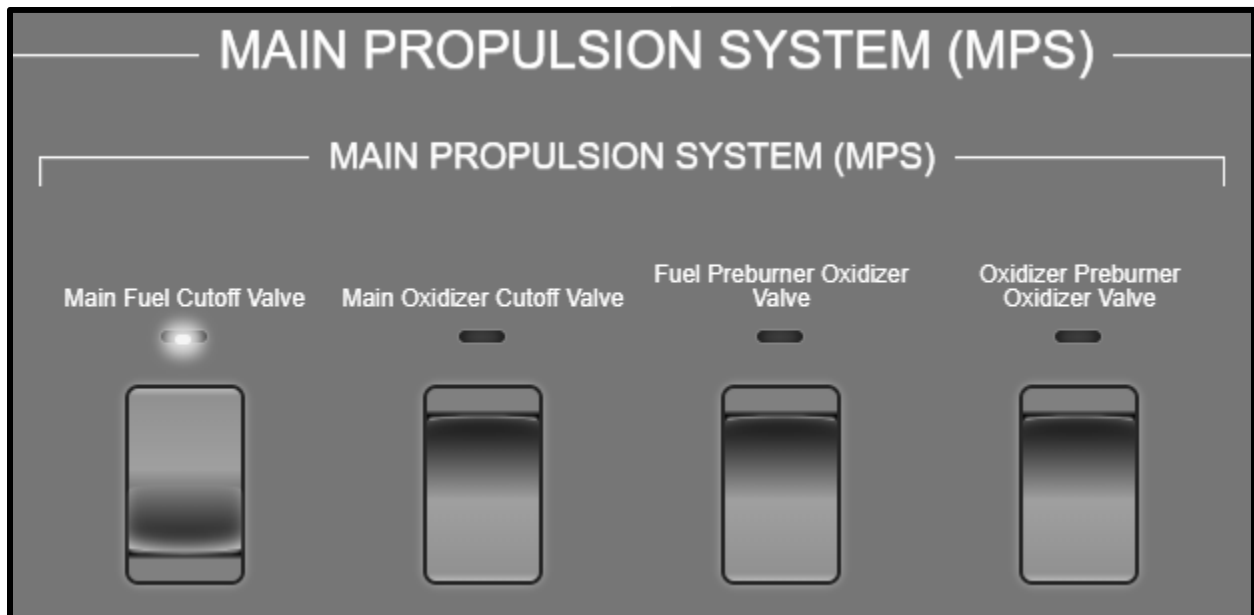 MAIN PROPULSION SYSTEM (MPS)
MAIN PROPULSION SYSTEM (MPS)
Main Fuel Cutoff Valve
Main Oxidizer Cutoff Valve
Fuel Preburner Oxidizer
Valve
Oxidizer Preburner
Oxidizer Valve